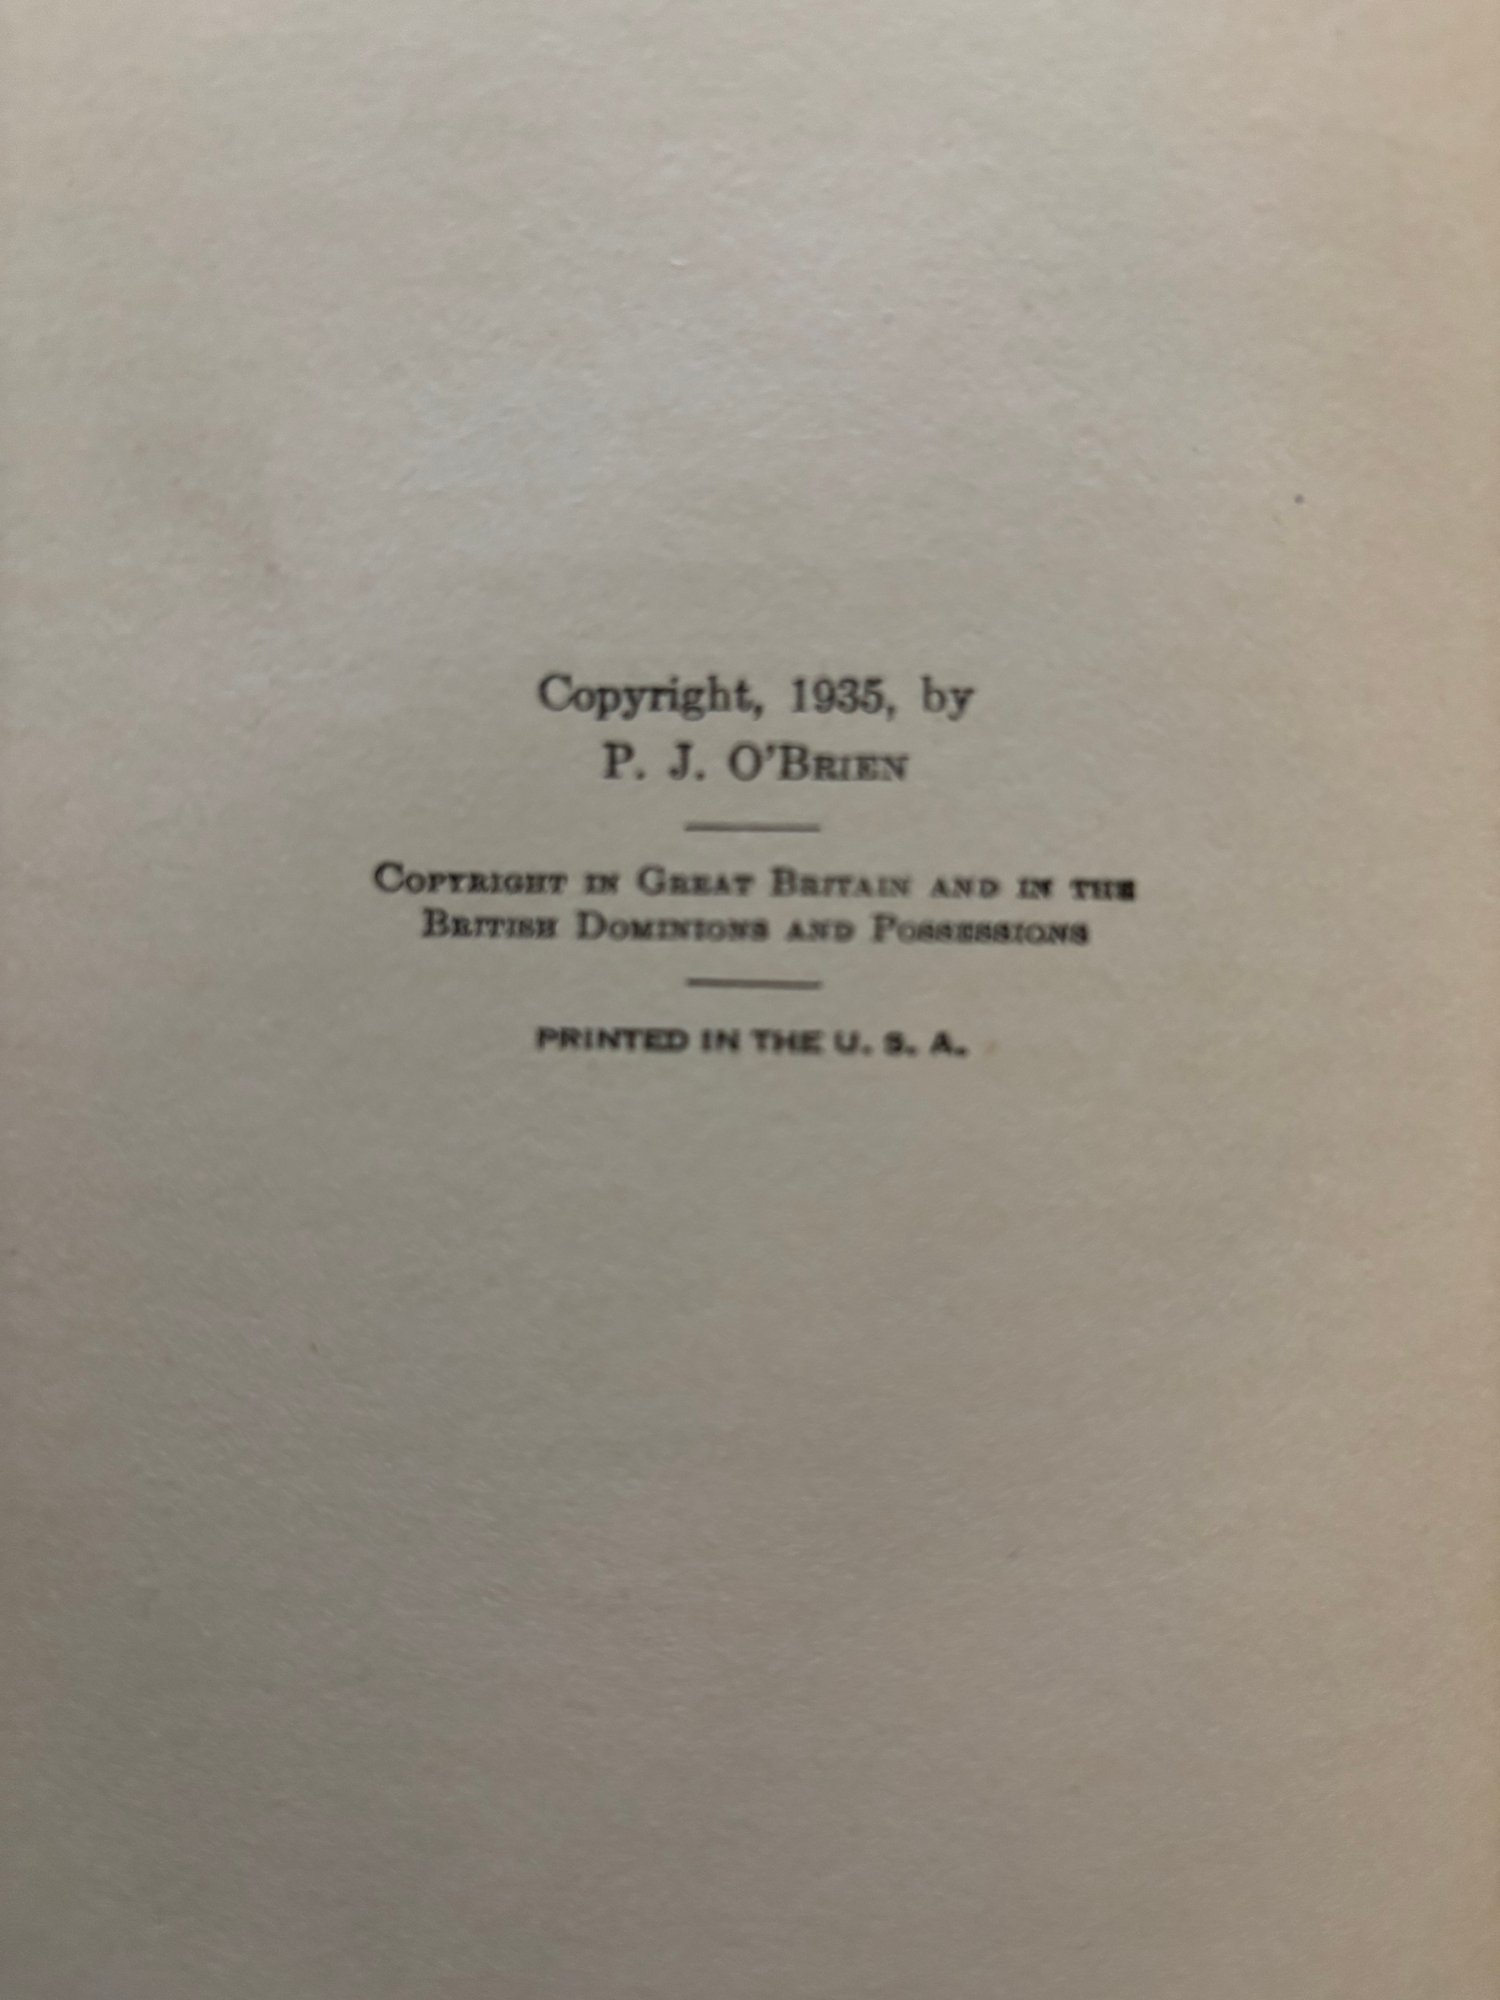 Copyright, 1935, by
P. J. O'BRIEN
COPYRIGHT IN GREAT BRITAIN AND IN THE
BRITISH DOMINIONS AND POSSESSIONS
PRINTED IN THE U. S. A.